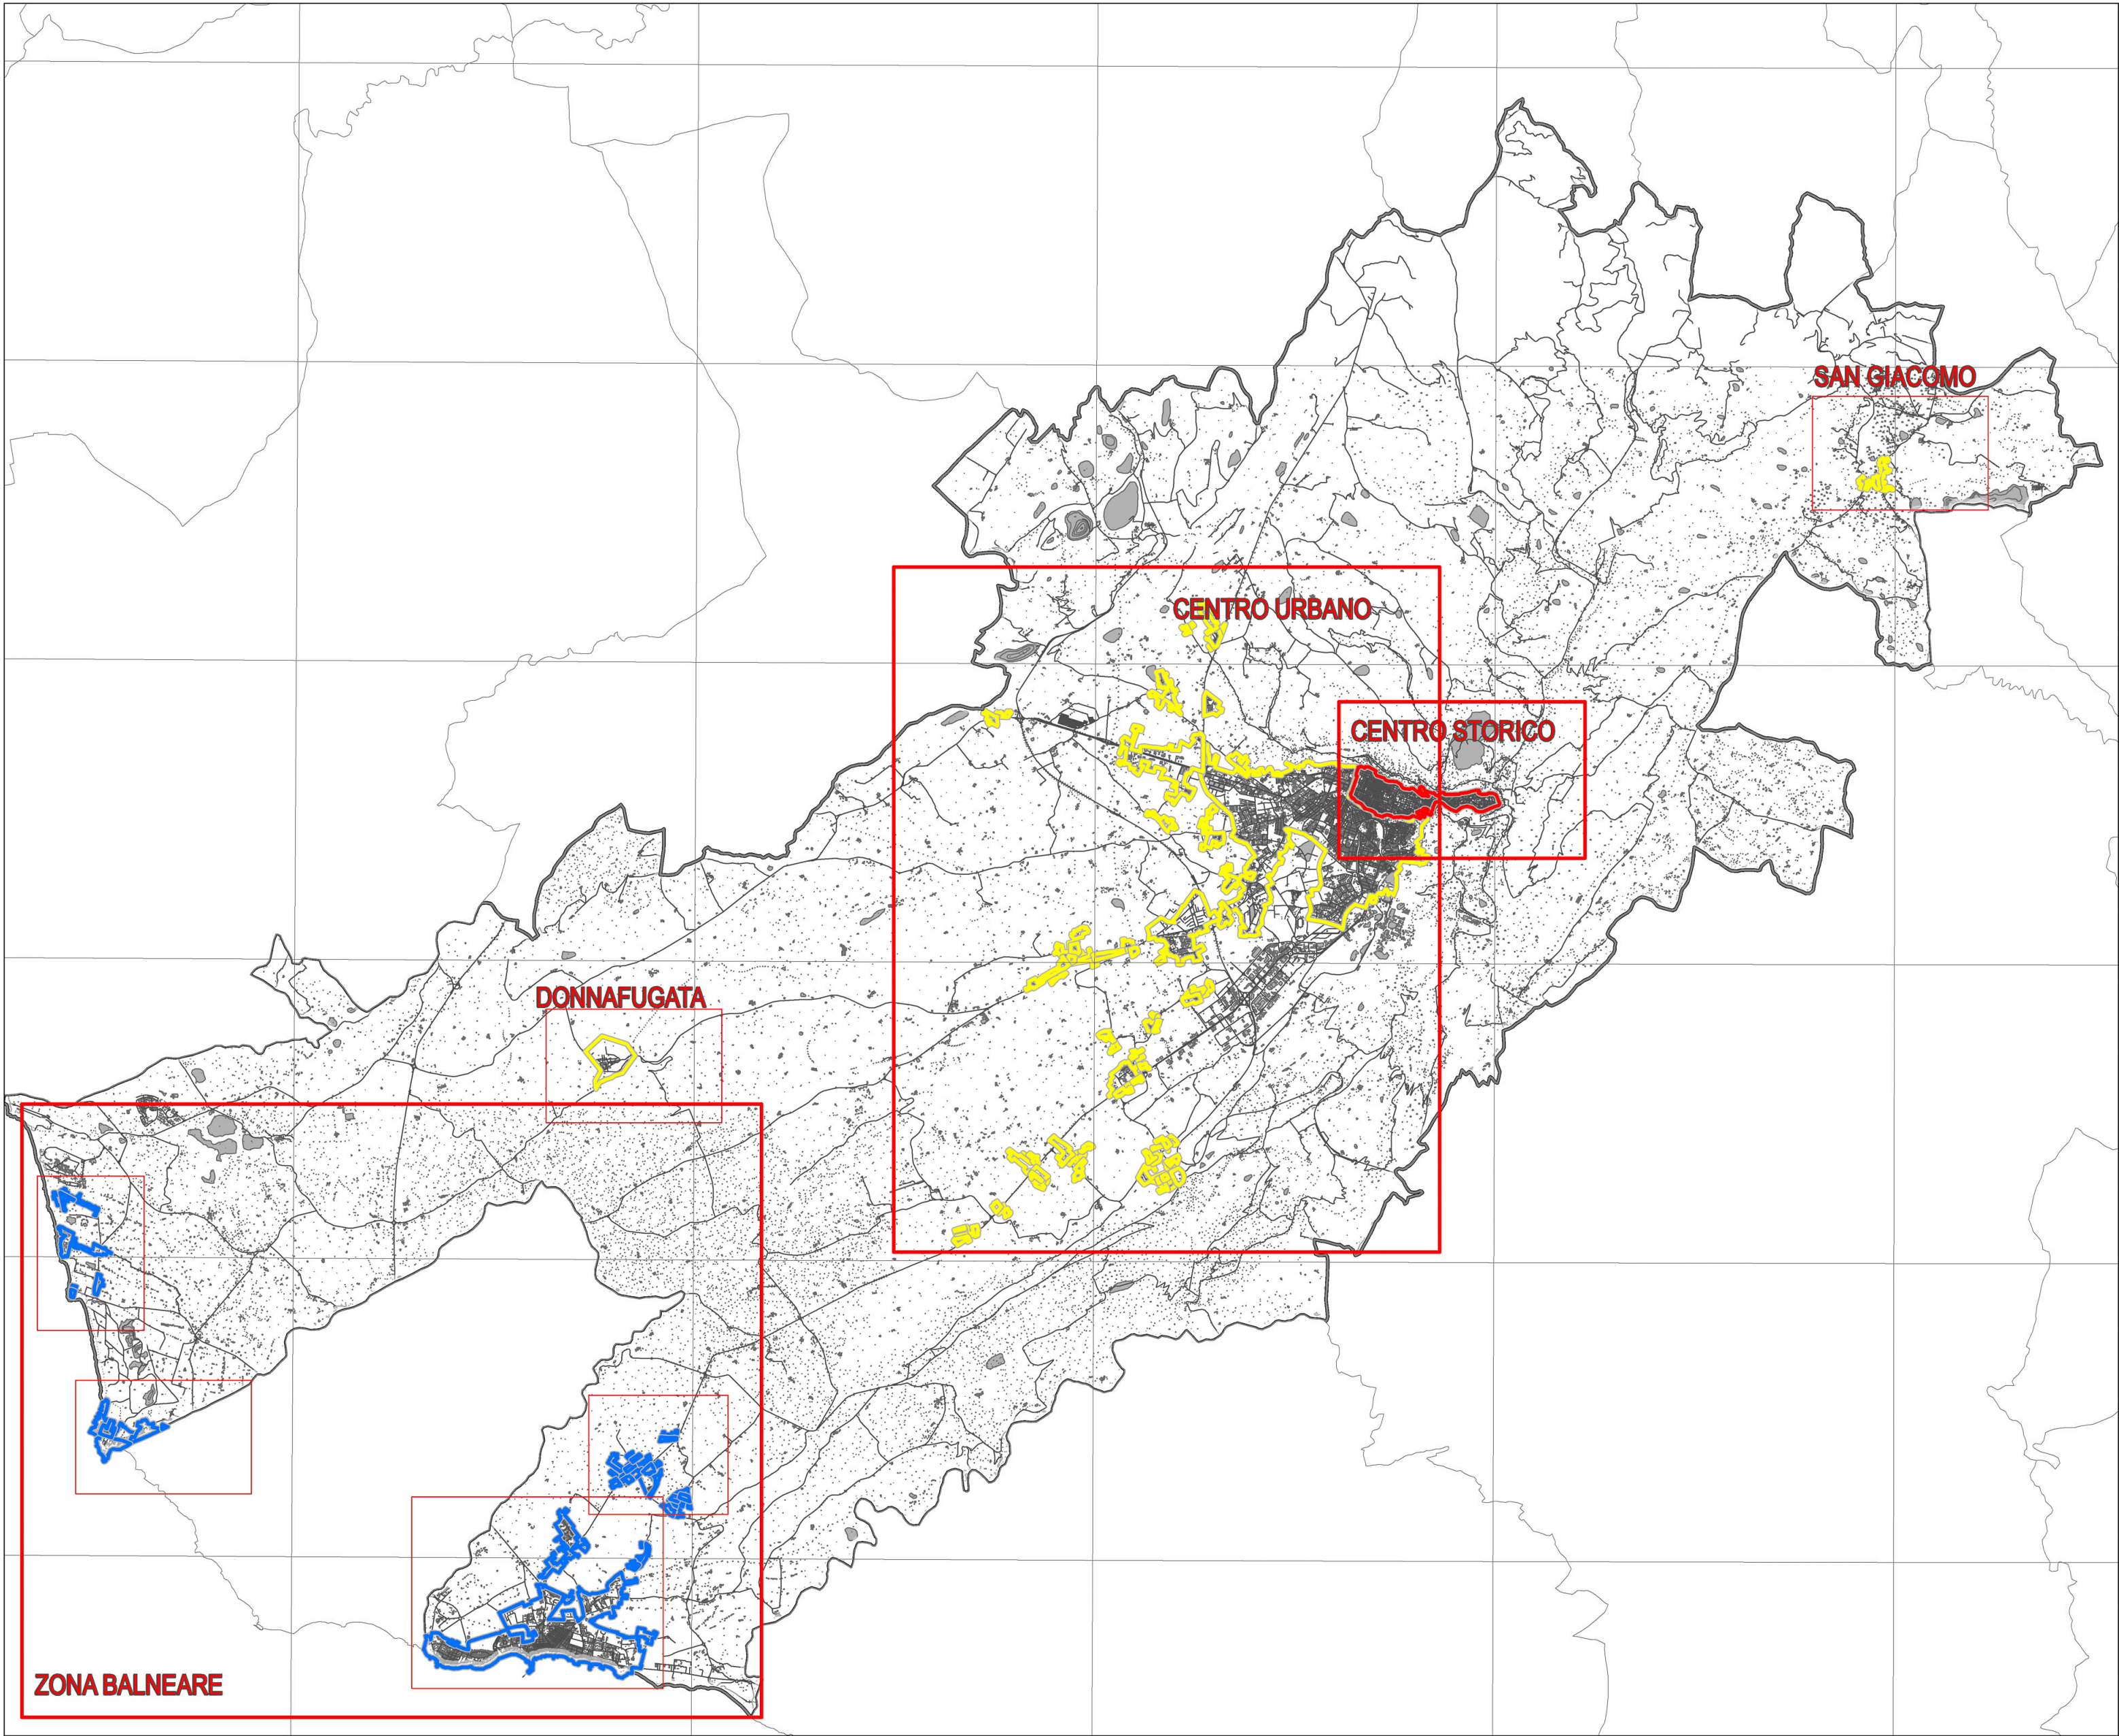 SAN GIACOMO
CENTRO URBANO
CENTRO STORICO
DONNAFUGATA
ZONA BALNEARE